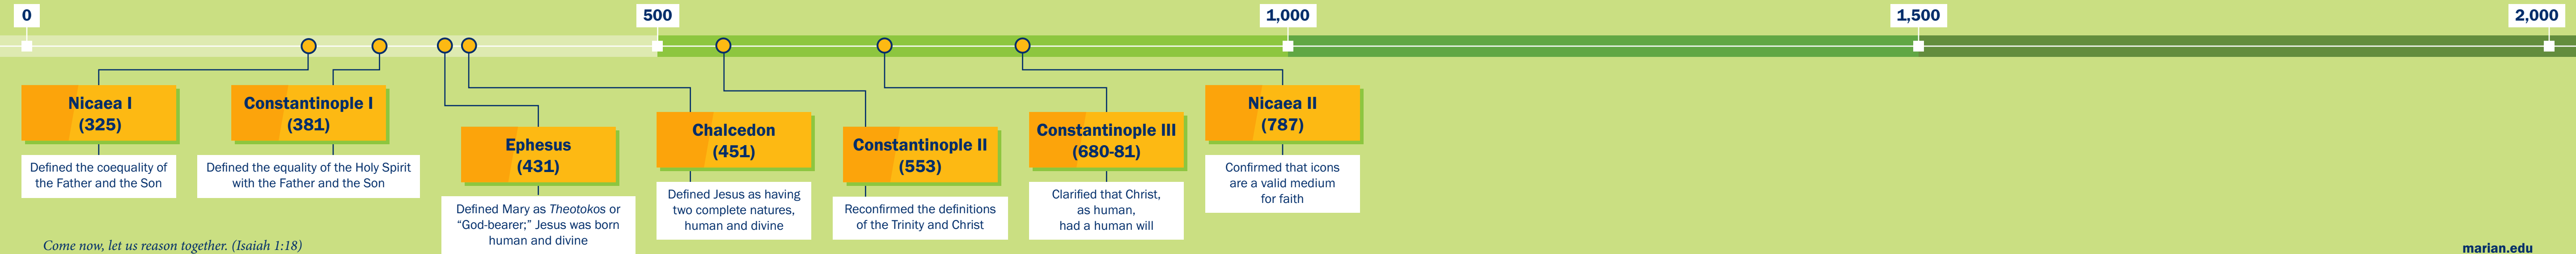 0
500
1,000
1,500
2,000
Nicaea I
(325)
Defined the coequality of
the Father and the Son
Constantinople I
(381)
Defined the equality of the Holy Spirit
with the Father and the Son
Ephesus
(431)
Defined Mary as Theotokos or
“God-bearer;” Jesus was born
human and divine
Chalcedon
(451)
Defined Jesus as having
two complete natures,
human and divine
Constantinople II
(553)
Reconfirmed the definitions
of the Trinity and Christ
Constantinople III
(680-81)
Clarified that Christ,
as human,
had a human will
Nicaea II
(787)
Confirmed that icons
are a valid medium
for faith
Come now, let us reason together. (Isaiah 1:18)
marian.edu